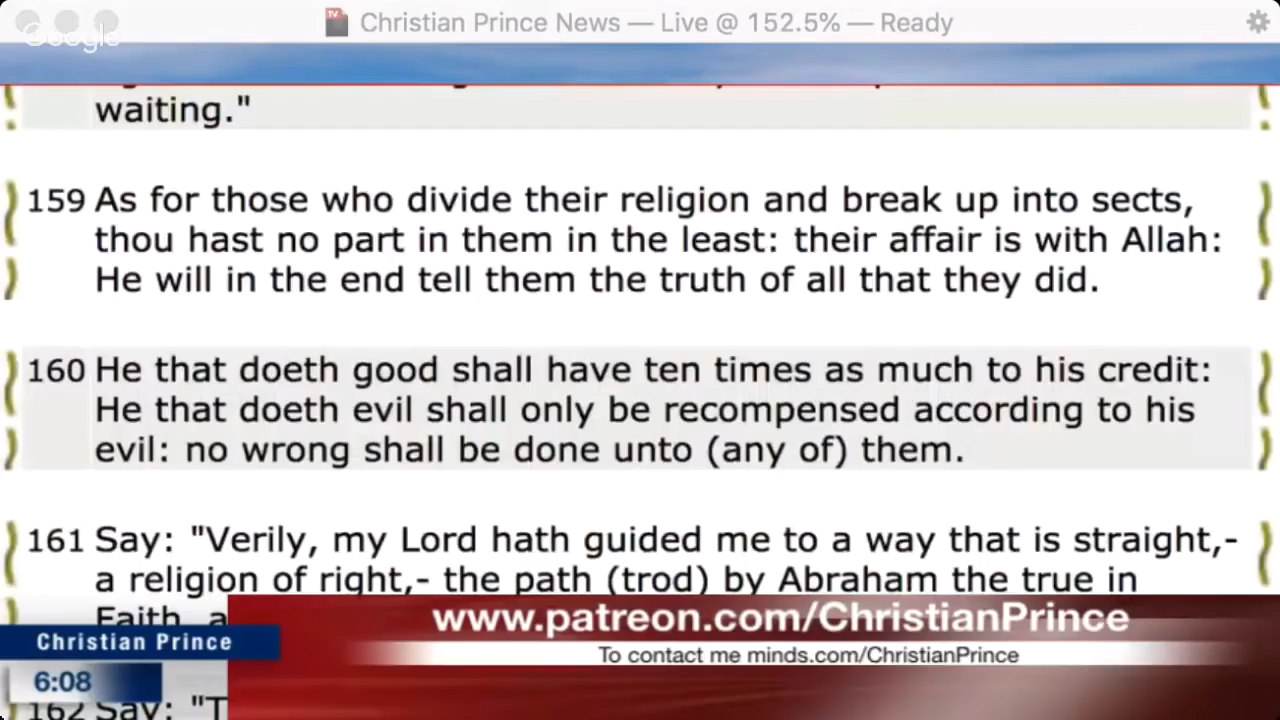 Christian Prince News — Live @ 152.5% — Ready
Google
waiting."
159 As for those who divide their religion and break up into sects,
thou hast no part in them in the least: their affair is with Allah:
He will in the end tell them the truth of all that they did.
160 He that doeth good shall have ten times as much to his credit:
He that doeth evil shall only be recompensed according to his
evil: no wrong shall be done unto (any of) them.
161 Say: "Verily, my Lord hath guided me to a way that is straight,-
a religion of right,- the path (trod) by Abraham the true in
Faith, a
www.patreon.com/ChristianPrince
Christian Prince
To contact me minds.com/ChristianPrince
6:08
162 Say: "T